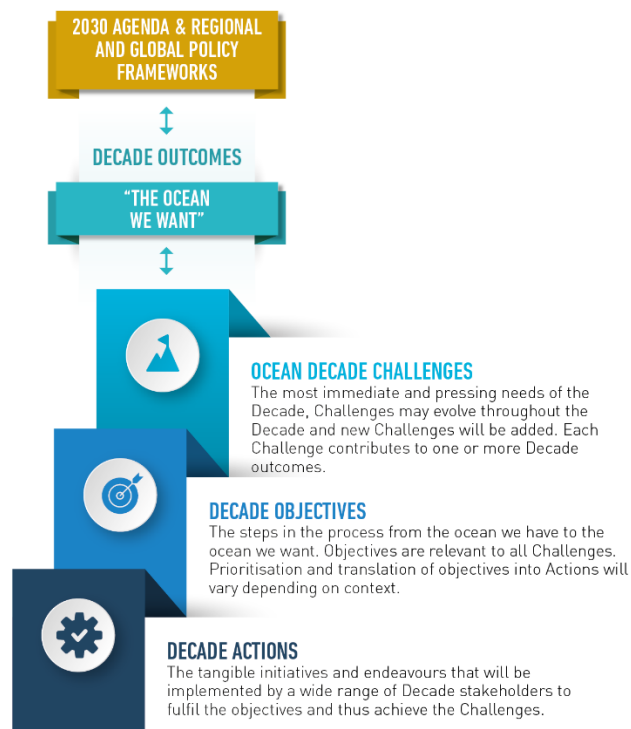 2030 AGENDA & REGIONAL
AND GLOBAL POLICY
FRAMEWORKS
DECADE OUTCOMES
“THE OCEAN
WE WANT”
OCEAN DECADE CHALLENGES
The most immediate and pressing needs of the
Decade, Challenges may evolve throughout the
Decade and new Challenges will be added. Each
Challenge contributes to one or more Decade
outcomes.
DECADE OBJECTIVES
The steps in the process from the ocean we have to the
ocean we want. Objectives are relevant to all Challenges.
Prioritisation and translation of objectives into Actions will
vary depending on context.
DECADE ACTIONS
The tangible initiatives and endeavours that will be
implemented by a wide range of Decade stakeholders to
fulfil the objectives and thus achieve the Challenges.